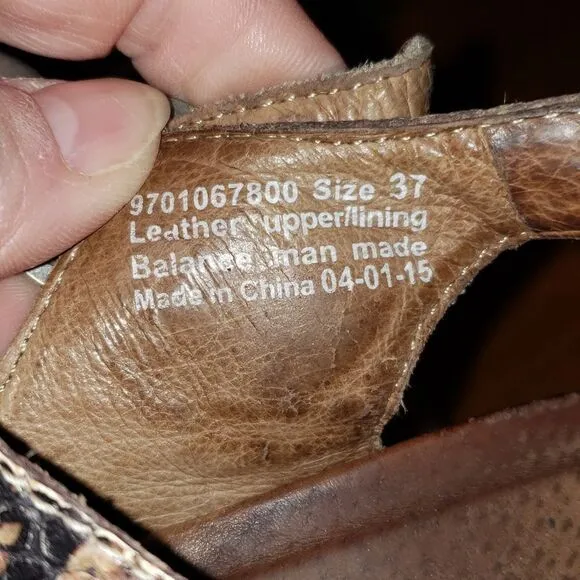 9701067800 Size 37
Leather upper/lining
Balance man made
Made in China 04-01-15